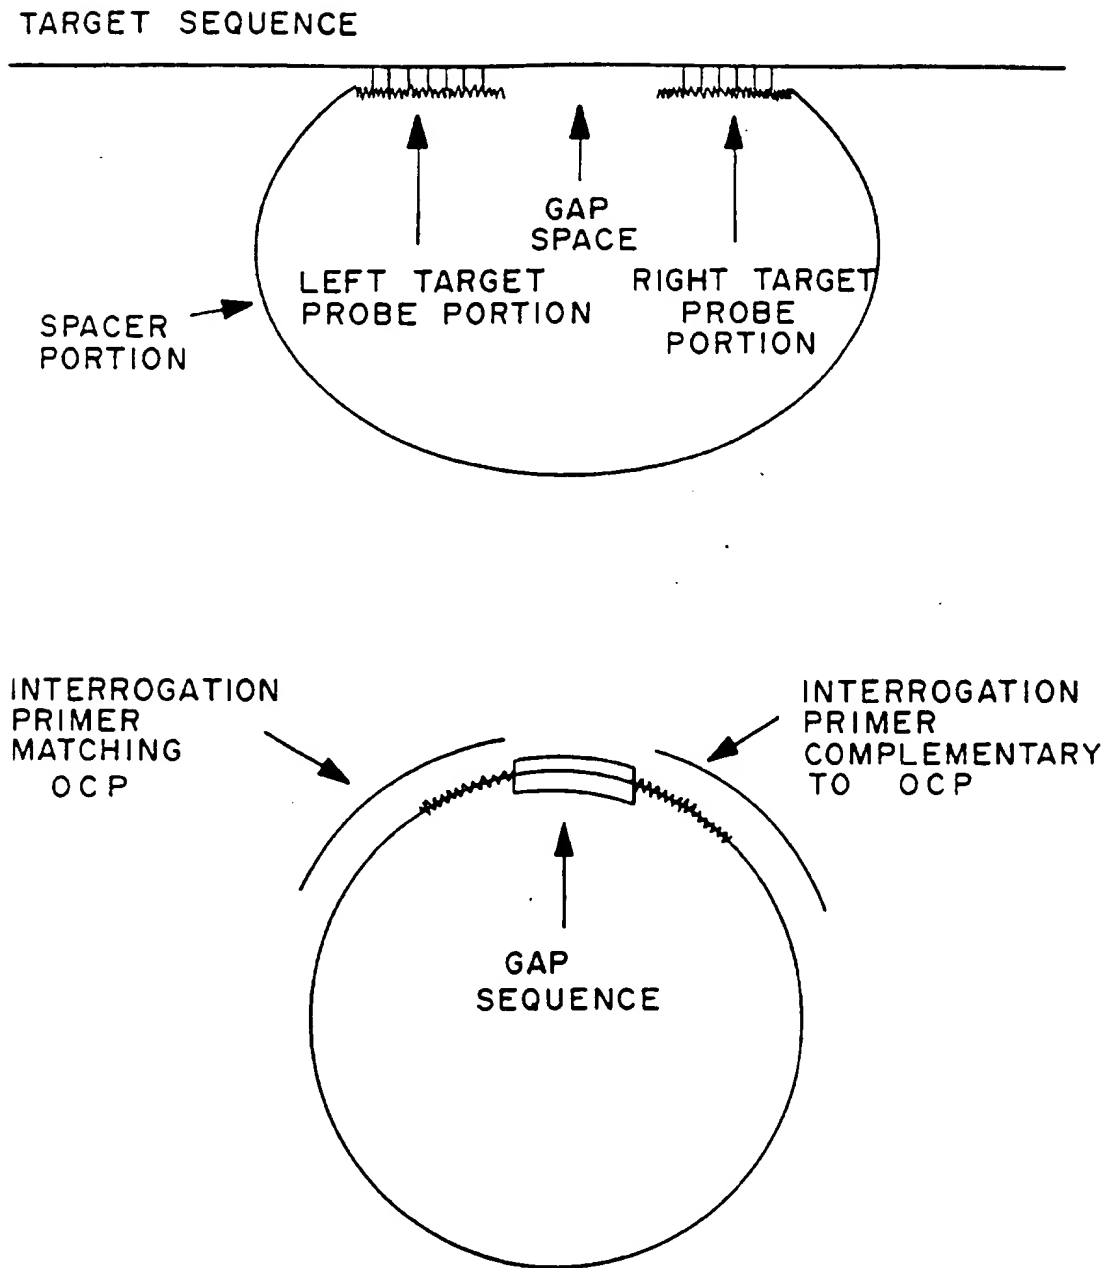 TARGET SEQUENCE
GAP
SPACE
LEFT TARGET
PROBE PORTION
RIGHT TARGET
PROBE
PORTION
SPACER
PORTION
INTERROGATION
PRIMER
MATCHING
OCP
INTERROGATION
PRIMER
COMPLEMENTARY
TO OCP
GAP
SEQUENCE